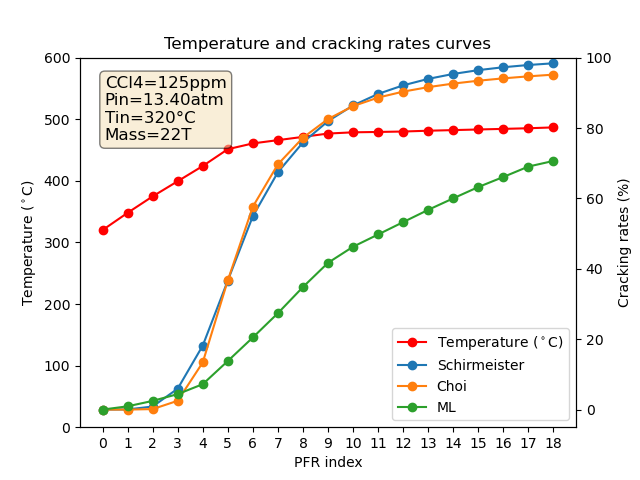 Temperature and cracking rates curves
CCl4=125ppm
Pin=13.40atm
Tin=320°C
Mass=22T
Temperature (°C)
600
500
400
300
200
100
0
100
80
60
40
20
0
Cracking rates (%)
Temperature (°C)
Schirmeister
Choi
ML
0 1 2 3 4 5 6 7 8 9 10 11 12 13 14 15 16 17 18
PFR index